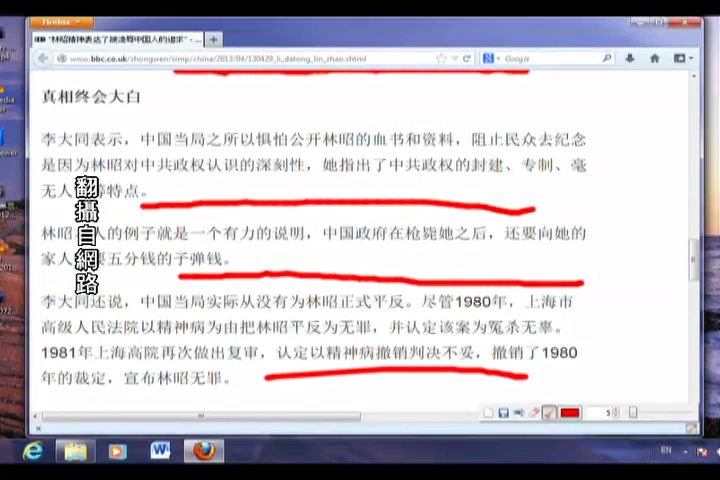 Firefox
"林昭精神表达了被凌辱中国人的追求" - ...
www.bbc.co.uk/zhongwen/simp/china/2013/04/130429_li_datong_lin_zhao.shtml
Google
真相终会大白
李大同表示，中国当局之所以惧怕公开林昭的血书和资料，阻止民众去纪念
是因为林昭对中共政权认识的深刻性，她指出了中共政权的封建、专制、毫
无人 等特点。
林昭 人的例子就是一个有力的说明，中国政府在枪毙她之后，还要向她的
家人 要五分钱的子弹钱。
李大同还说，中国当局实际从没有为林昭正式平反。尽管1980年，上海市
高级人民法院以精神病为由把林昭平反为无罪，并认定该案为冤杀无辜。
1981年上海高院再次做出复审，认定以精神病撤销判决不妥，撤销了1980
年的裁定，宣布林昭无罪。
翻攝自網路
5
EN